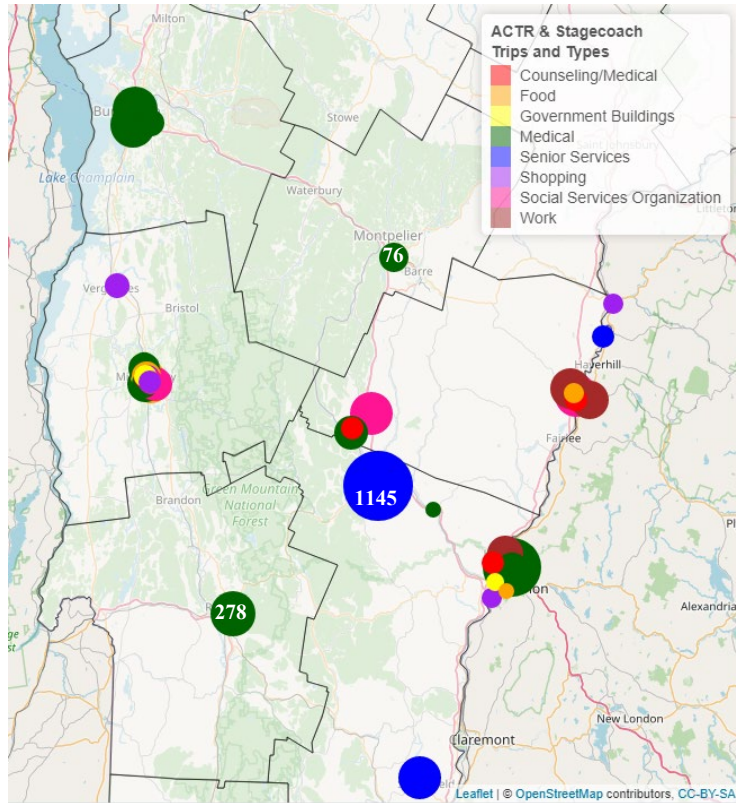 ACTR & Stagecoach
Trips and Types
Counseling/Medical
Food
Government Buildings
Medical
Senior Services
Shopping
Social Services Organization
Work
Milton
Stowe
Lake Champlain
Waterbury
Montpelier
76
Barre
Bristol
Haverhill
Fairlee
1145
Brandon
Green Mountain
National
Forest
278
Alexandria
New London
Claremont
Leaflet | © OpenStreetMap contributors, CC-BY-SA